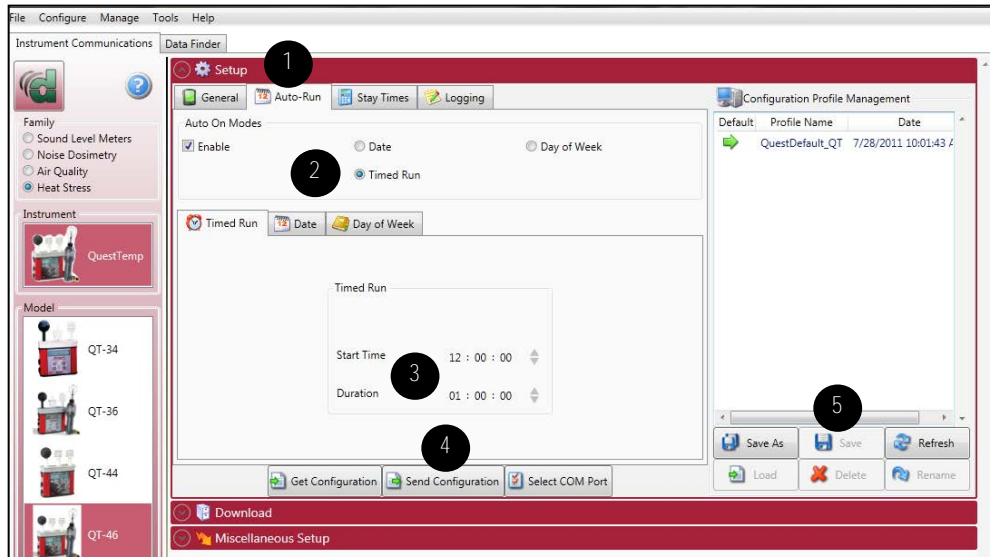 File Configure Manage Tools Help
Instrument Communications Data Finder
1
Setup
General Auto-Run Stay Times Logging
Configuration Profile Management
Family
Sound Level Meters
Noise Dosimetry
Air Quality
Heat Stress
Auto On Modes
Enable Date Day of Week
2
Timed Run
Default Profile Name Date
QuestDefault_QT 7/28/2011 10:01:43 A
Instrument
QuestTemp
Timed Run Date Day of Week
Model
QT-34
QT-36
QT-44
QT-46
Timed Run
Start Time 12 : 00 : 00
3
Duration 01 : 00 : 00
4
5
Get Configuration Send Configuration Select COM Port
Save As Save Refresh
Load Delete Rename
Download
Miscellaneous Setup